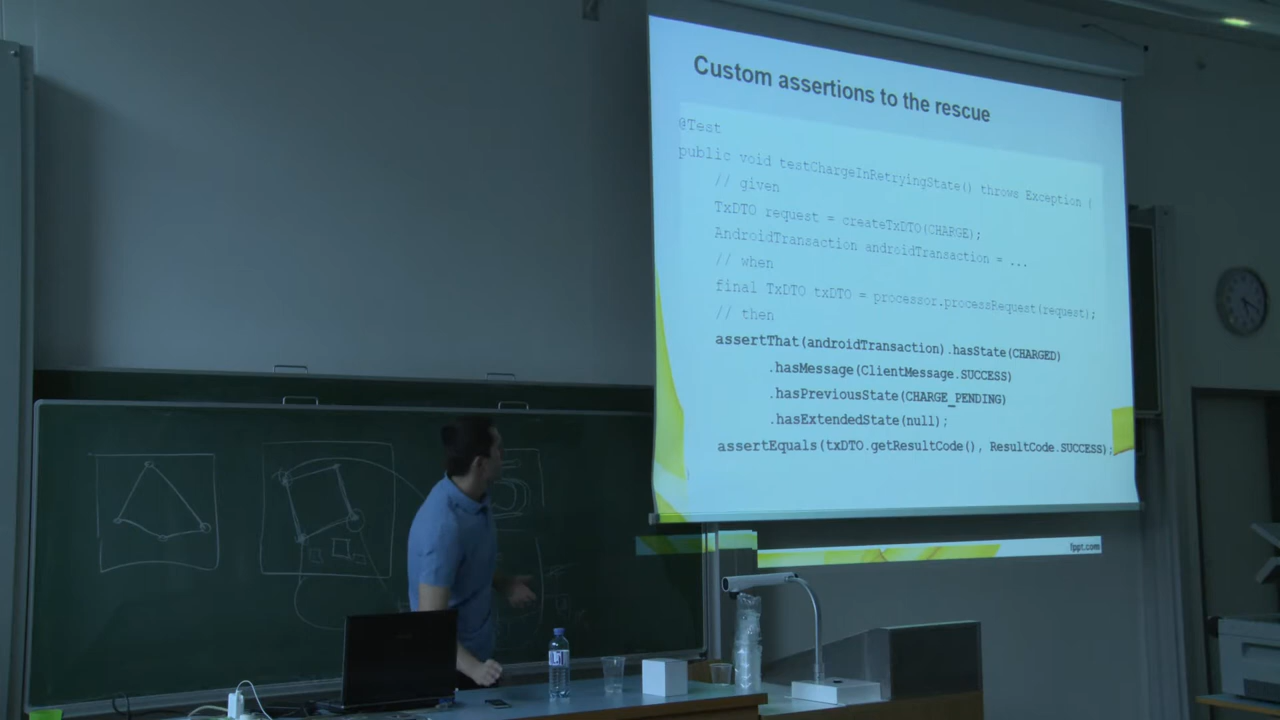 Custom assertions to the rescue
@Test
public void testChargeInRetryingState() throws Exception {
// given
TxDTO request = createTxDTO(CHARGE);
AndroidTransaction androidTransaction = ...
// when
final TxDTO txDTO = processor.processRequest(request);
// then
assertThat(androidTransaction).hasState(CHARGED)
.hasMessage(ClientMessage.SUCCESS)
.hasPreviousState(CHARGE_PENDING)
.hasExtendedState(null);
assertEquals(txDTO.getResultCode(), ResultCode.SUCCESS);
fppt.com